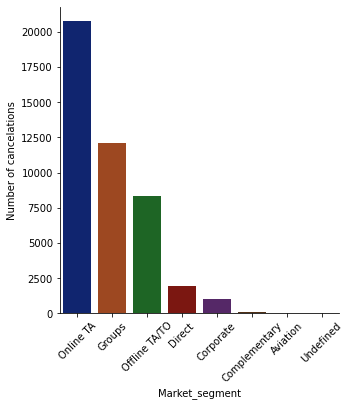 20000
17500
15000
12500
10000
7500
5000
2500
0
Number of cancelations
Online TA
Groups
Offline TA/TO
Direct
Corporate
Complementary
Aviation
Undefined
Market_segment